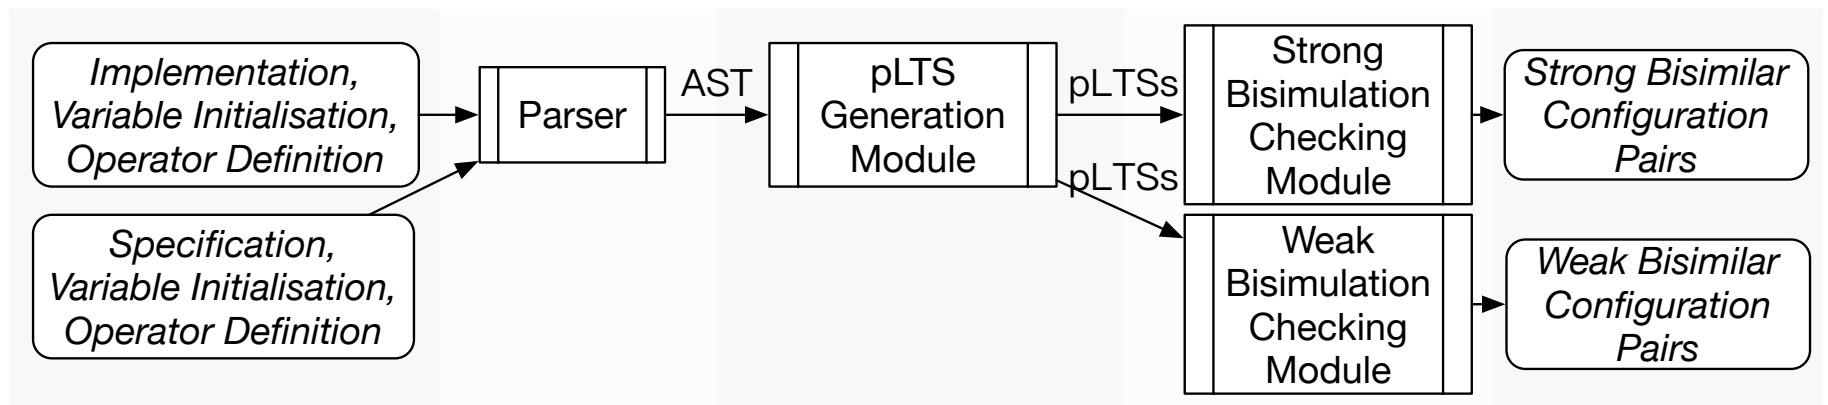 Implementation,
Variable Initialisation,
Operator Definition
Specification,
Variable Initialisation,
Operator Definition
Parser
AST
pLTS
Generation
Module
pLTSs
pLTSs
Strong
Bisimulation
Checking
Module
Weak
Bisimulation
Checking
Module
Strong Bisimilar
Configuration
Pairs
Weak Bisimilar
Configuration
Pairs